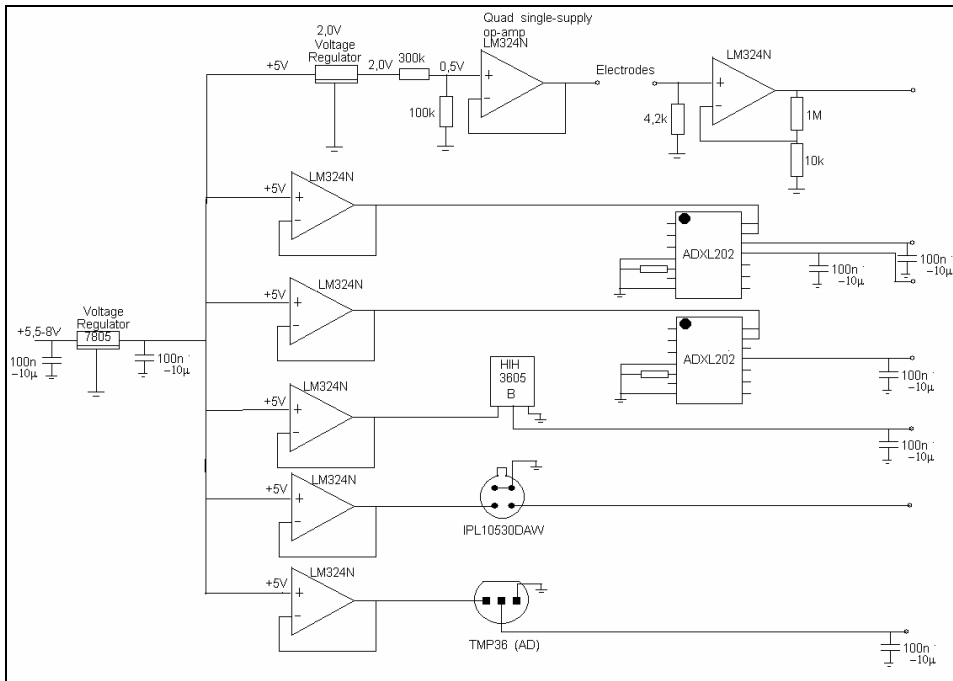 Quad single-supply
op-amp
LM324N
2,0V
Voltage
Regulator
+5V
2,0V
300k
0,5V
+
−
100k
Electrodes
LM324N
+
−
4,2k
1M
10k
LM324N
+5V
+
−
ADXL202
100n
−10µ
100n
−10µ
LM324N
+5V
+
−
ADXL202
100n
−10µ
Voltage
Regulator
+5,5-8V
7805
100n
−10µ
100n
−10µ
LM324N
+5V
+
−
HIH
3605
B
100n
−10µ
LM324N
+5V
+
−
IPL10530DAW
LM324N
+5V
+
−
TMP36 (AD)
100n
−10µ